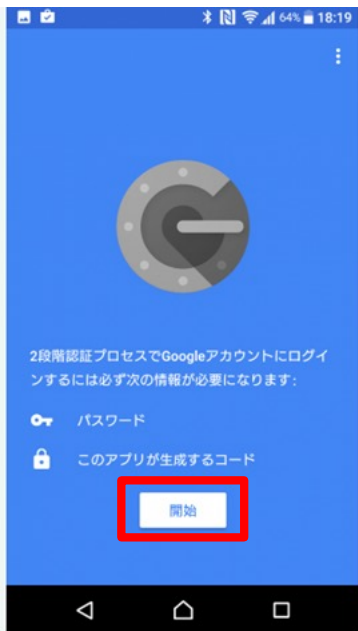 64% 18:19
2段階認証プロセスでGoogleアカウントにログイ
ンするには必ず次の情報が必要になります:
パスワード
このアプリが生成するコード
開始